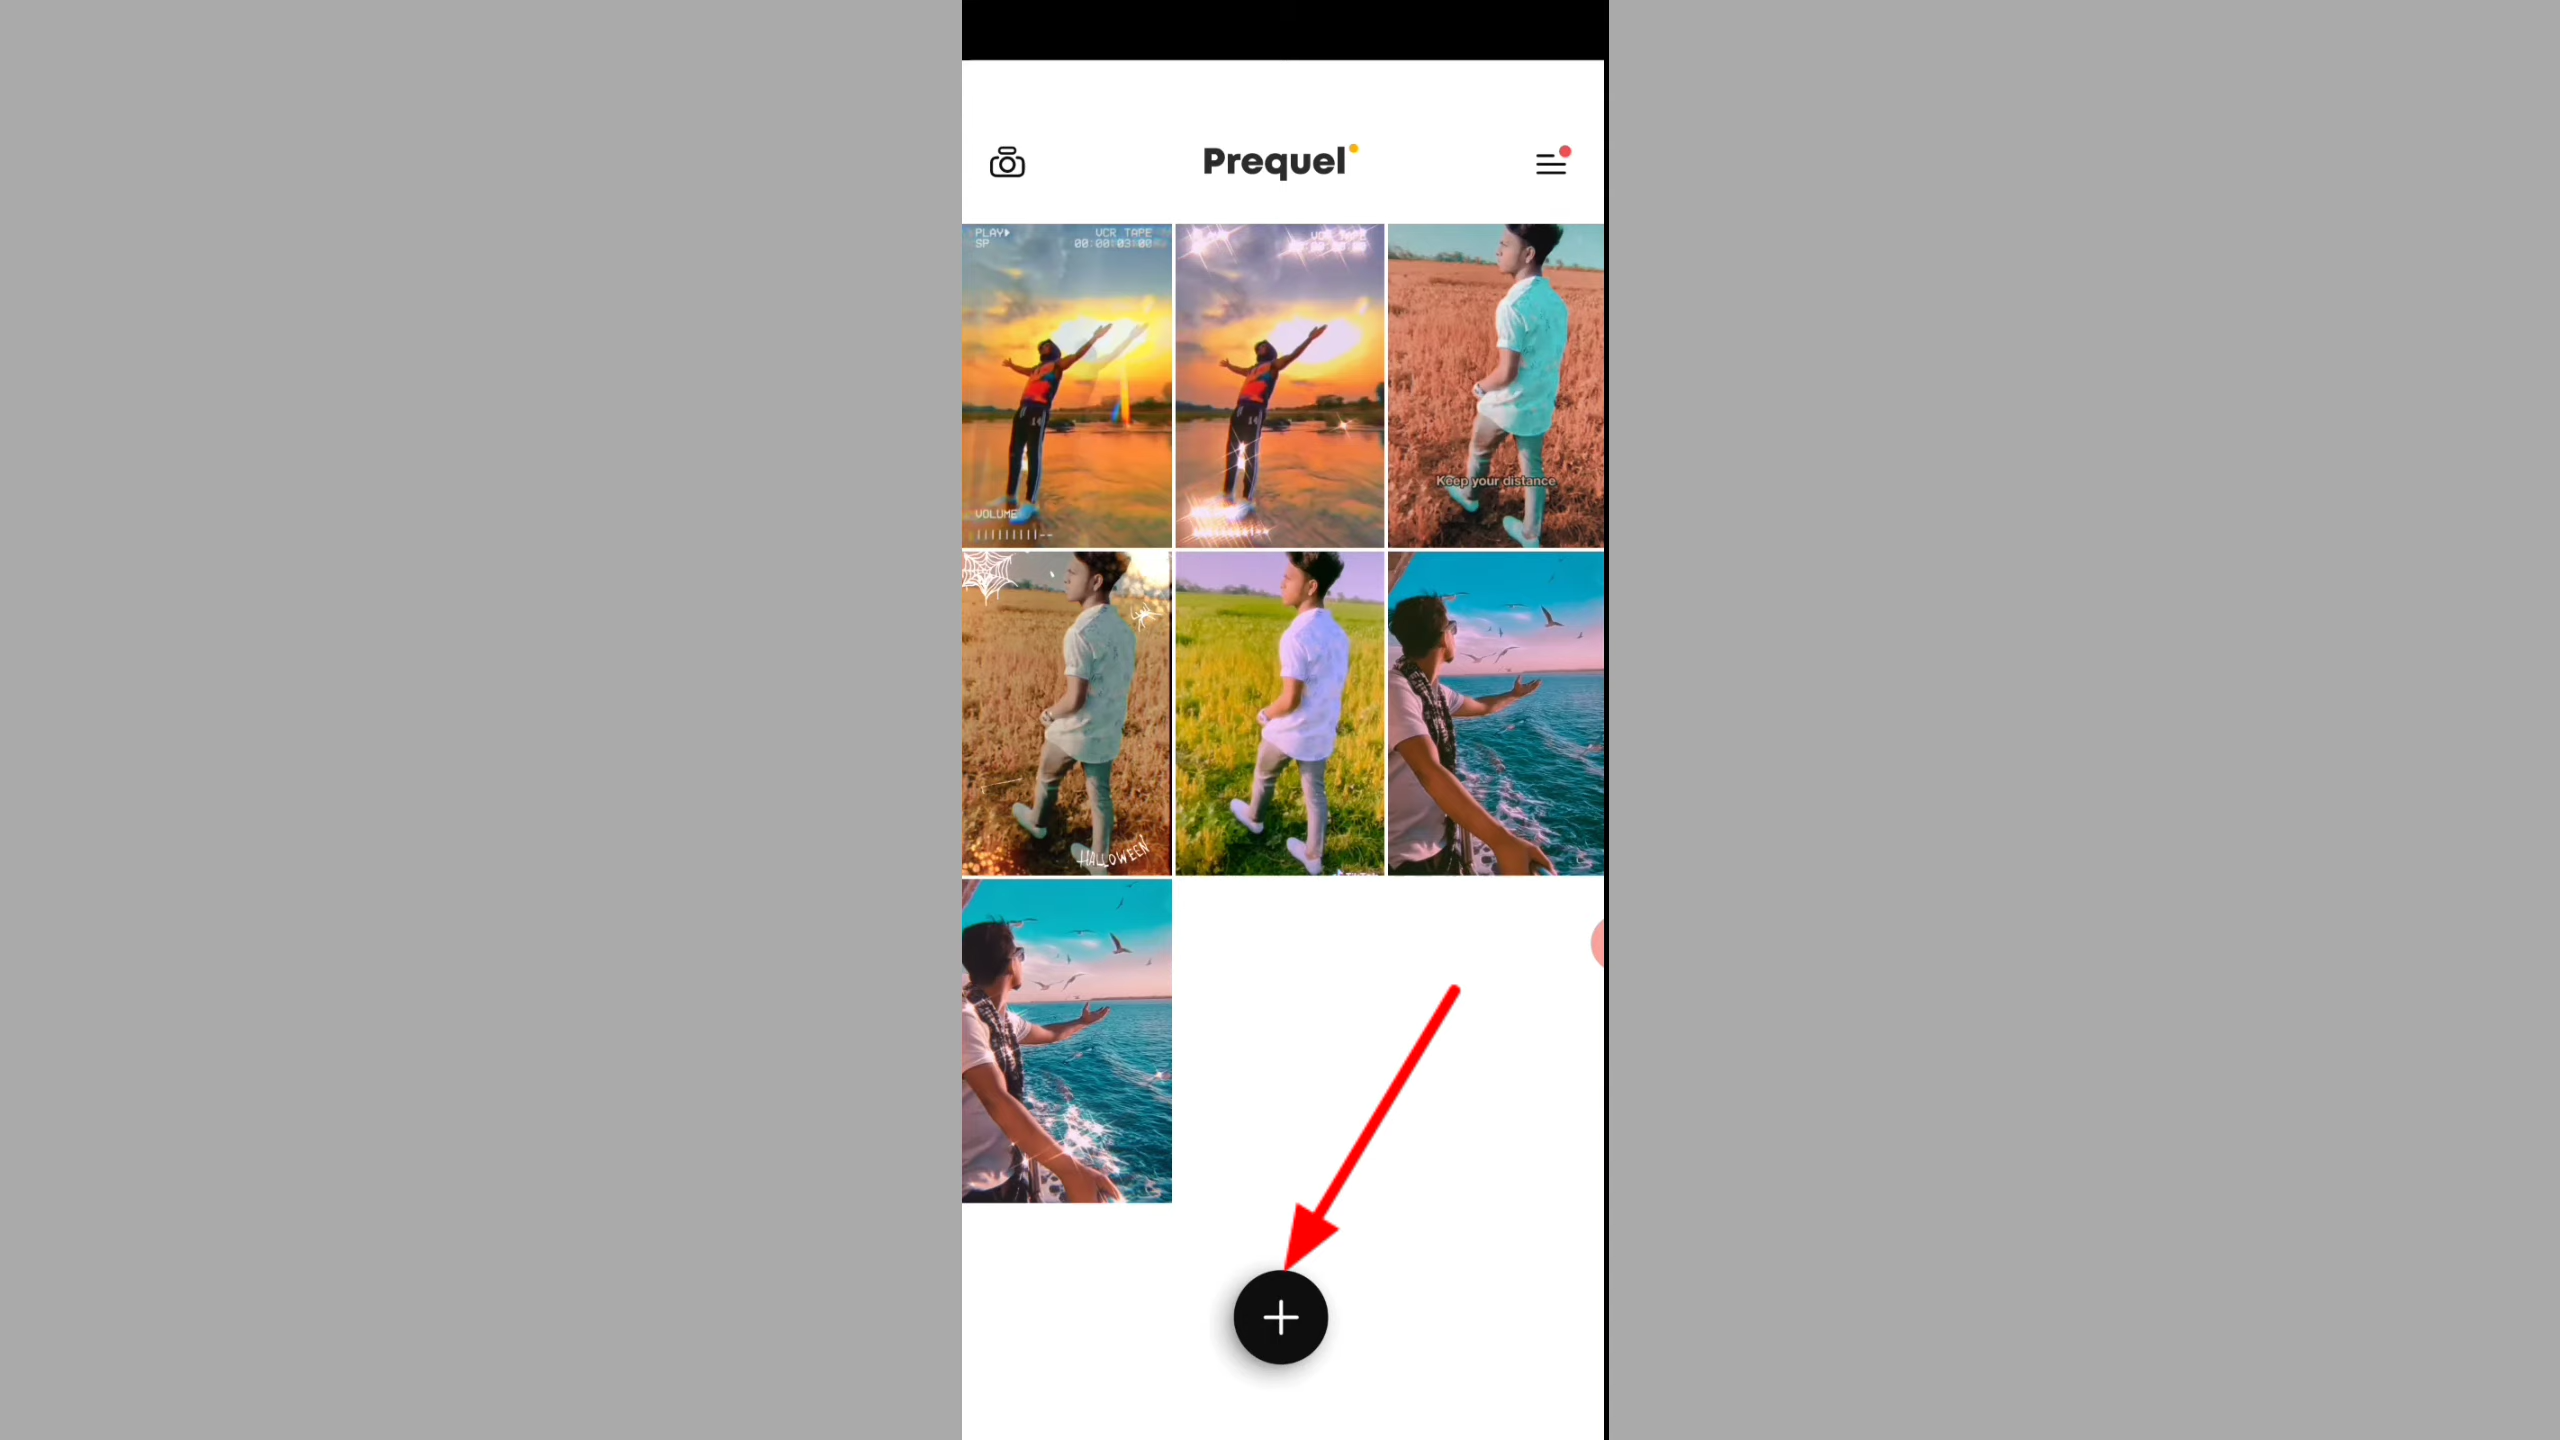 Prequel
PLAY
SP
VCR TAPE
00:00:03:00
VOLUME
Keep your distance
HALLOWEEN